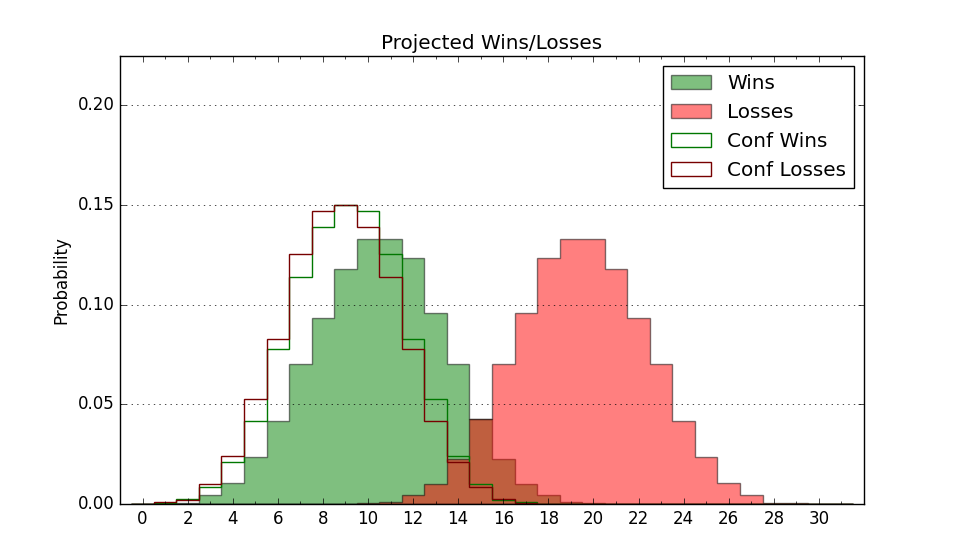 Projected Wins/Losses
Wins
Losses
Conf Wins
Conf Losses
Probability
0.20
0.15
0.10
0.05
0.00
0 2 4 6 8 10 12 14 16 18 20 22 24 26 28 30